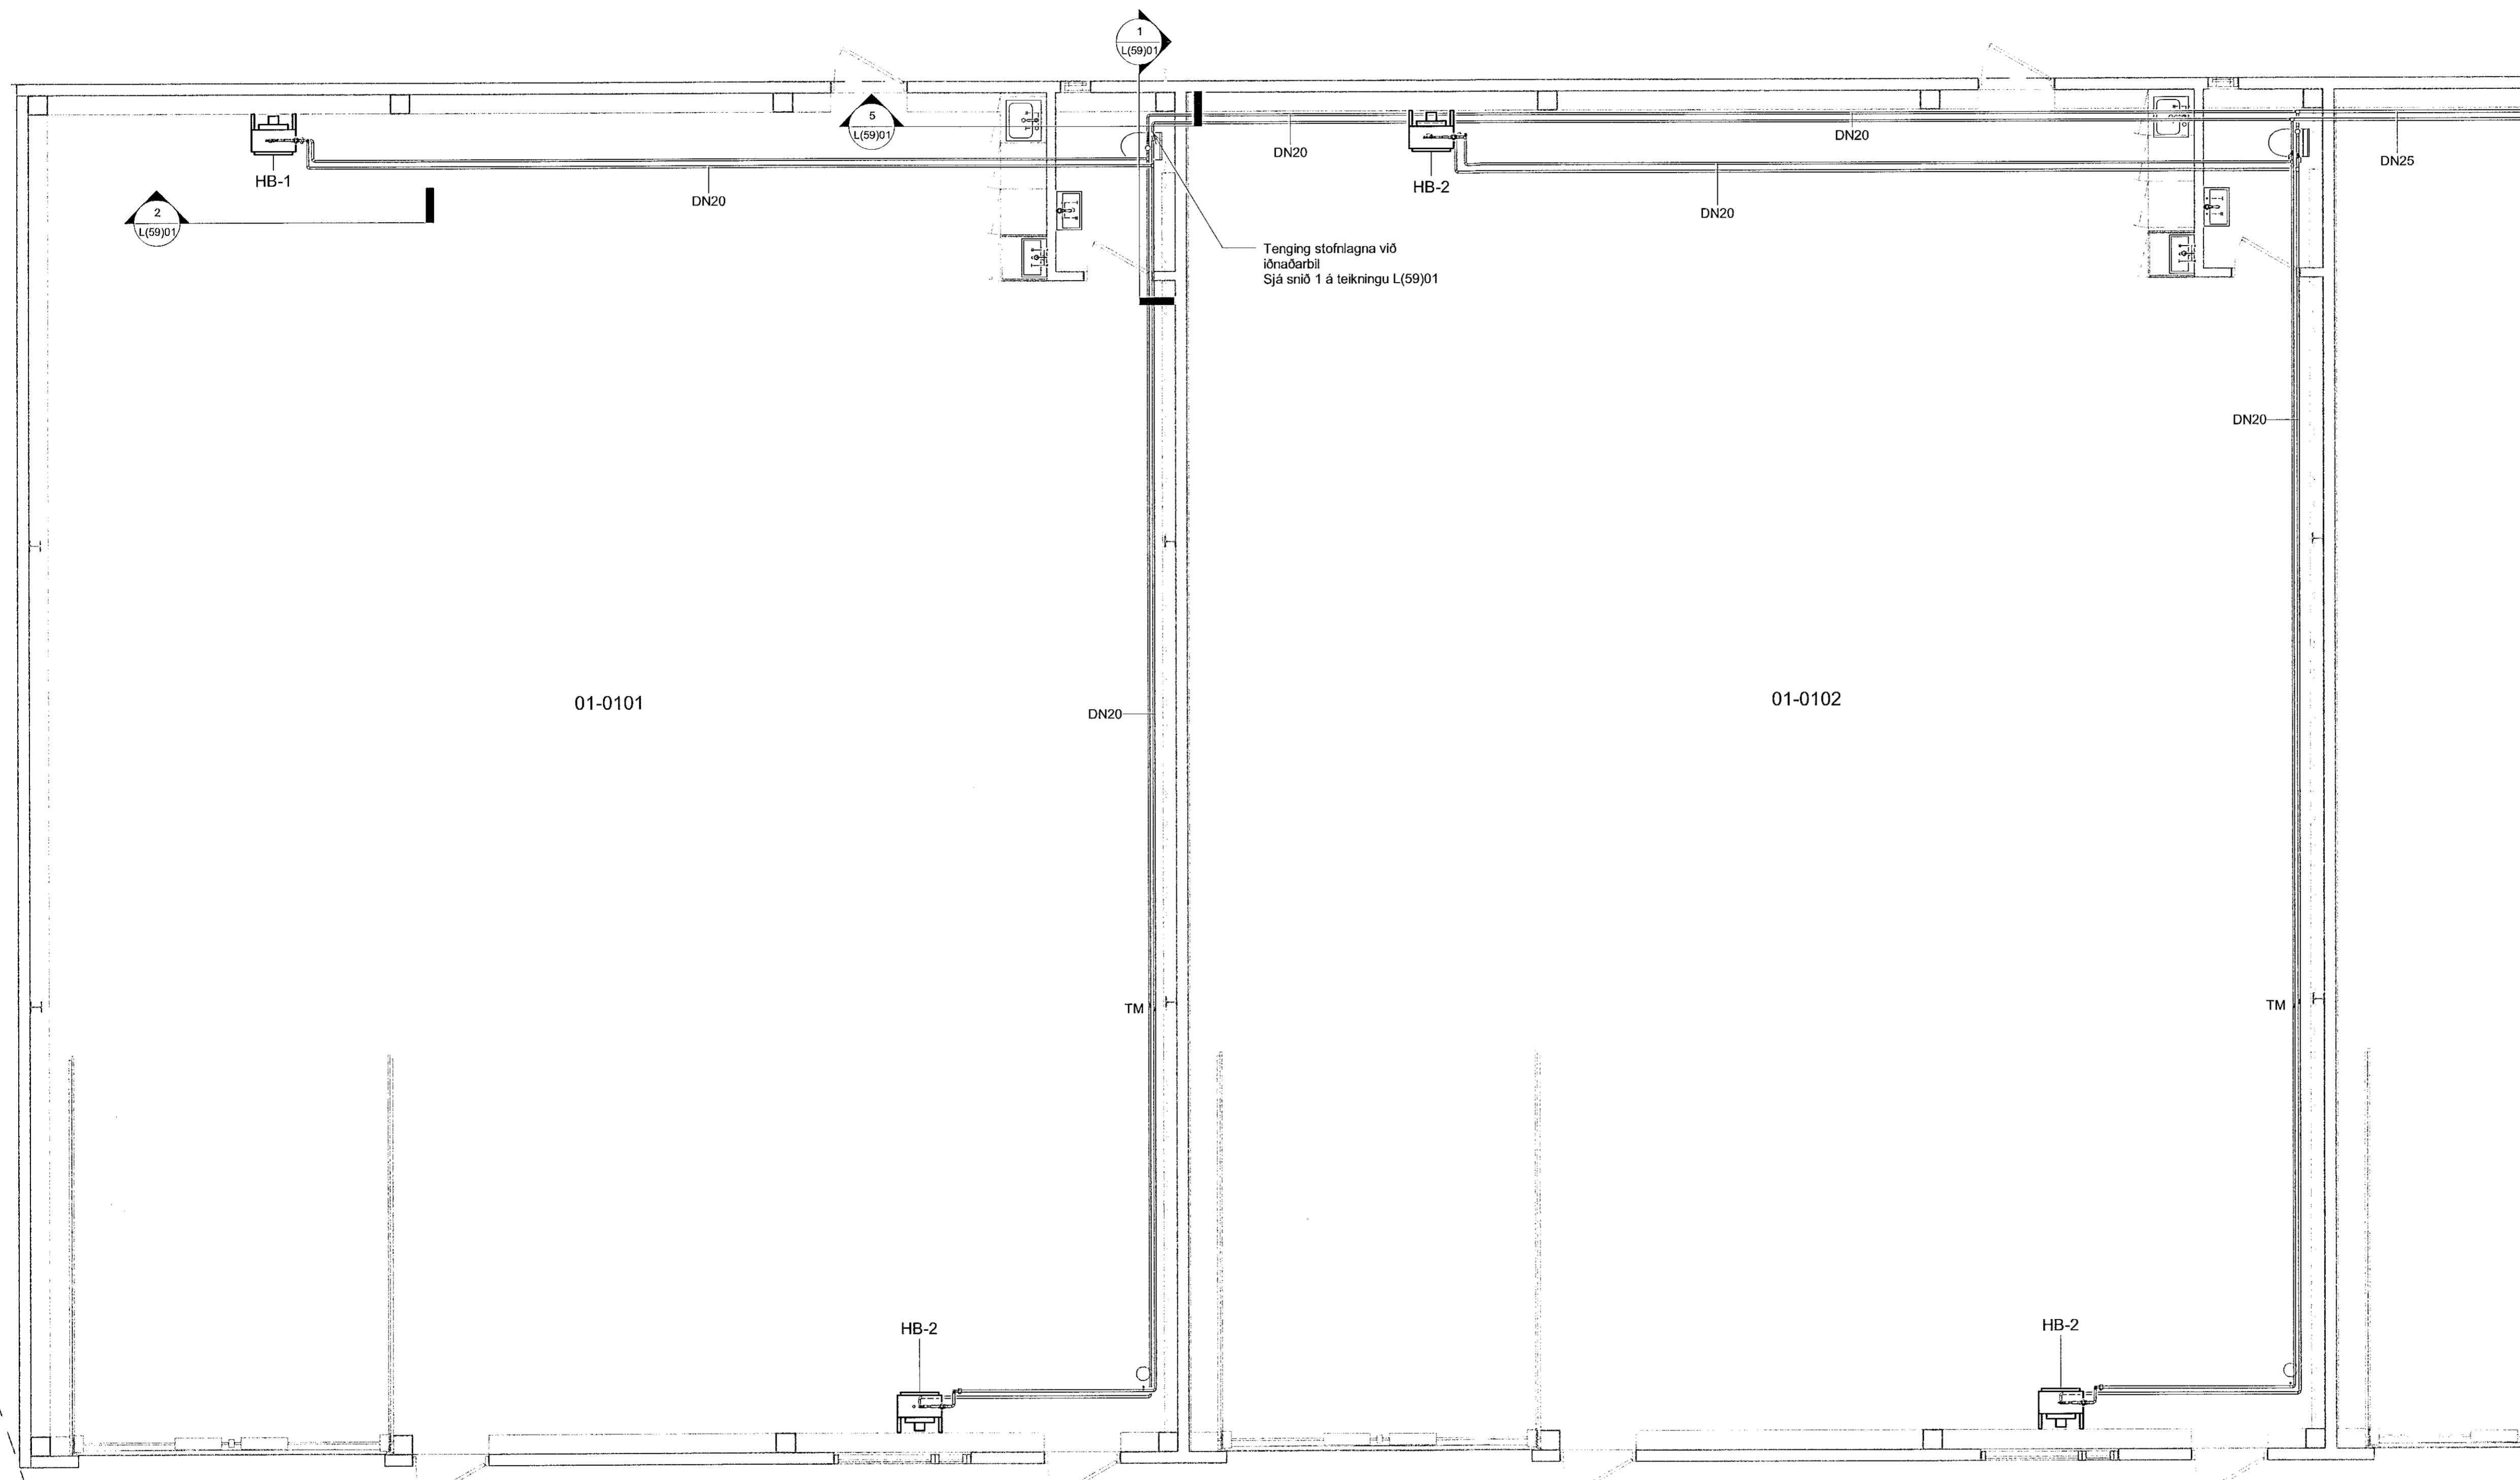 1
L(59)01
5
L(59)01
HB-1
2
L(59)01
DN20
DN20
HB-2
DN20
DN20
DN25
Tenging stofnlagna við
iðnaðarbil
Sjá snið 1 á teikningu L(59)01
DN20
01-0101
01-0102
DN20
TM
TM
HB-2
HB-2